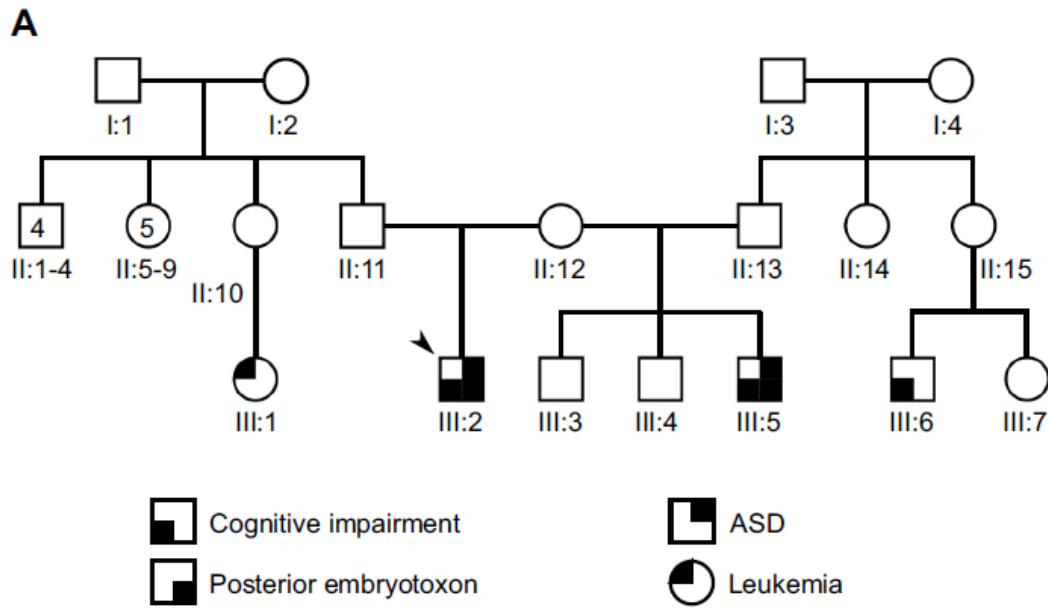 A
I:1 I:2 I:3 I:4
4 5
II:1-4 II:5-9 II:10 II:11 II:12 II:13 II:14 II:15
III:1 III:2 III:3 III:4 III:5 III:6 III:7
Cognitive impairment ASD
Posterior embryotoxon Leukemia